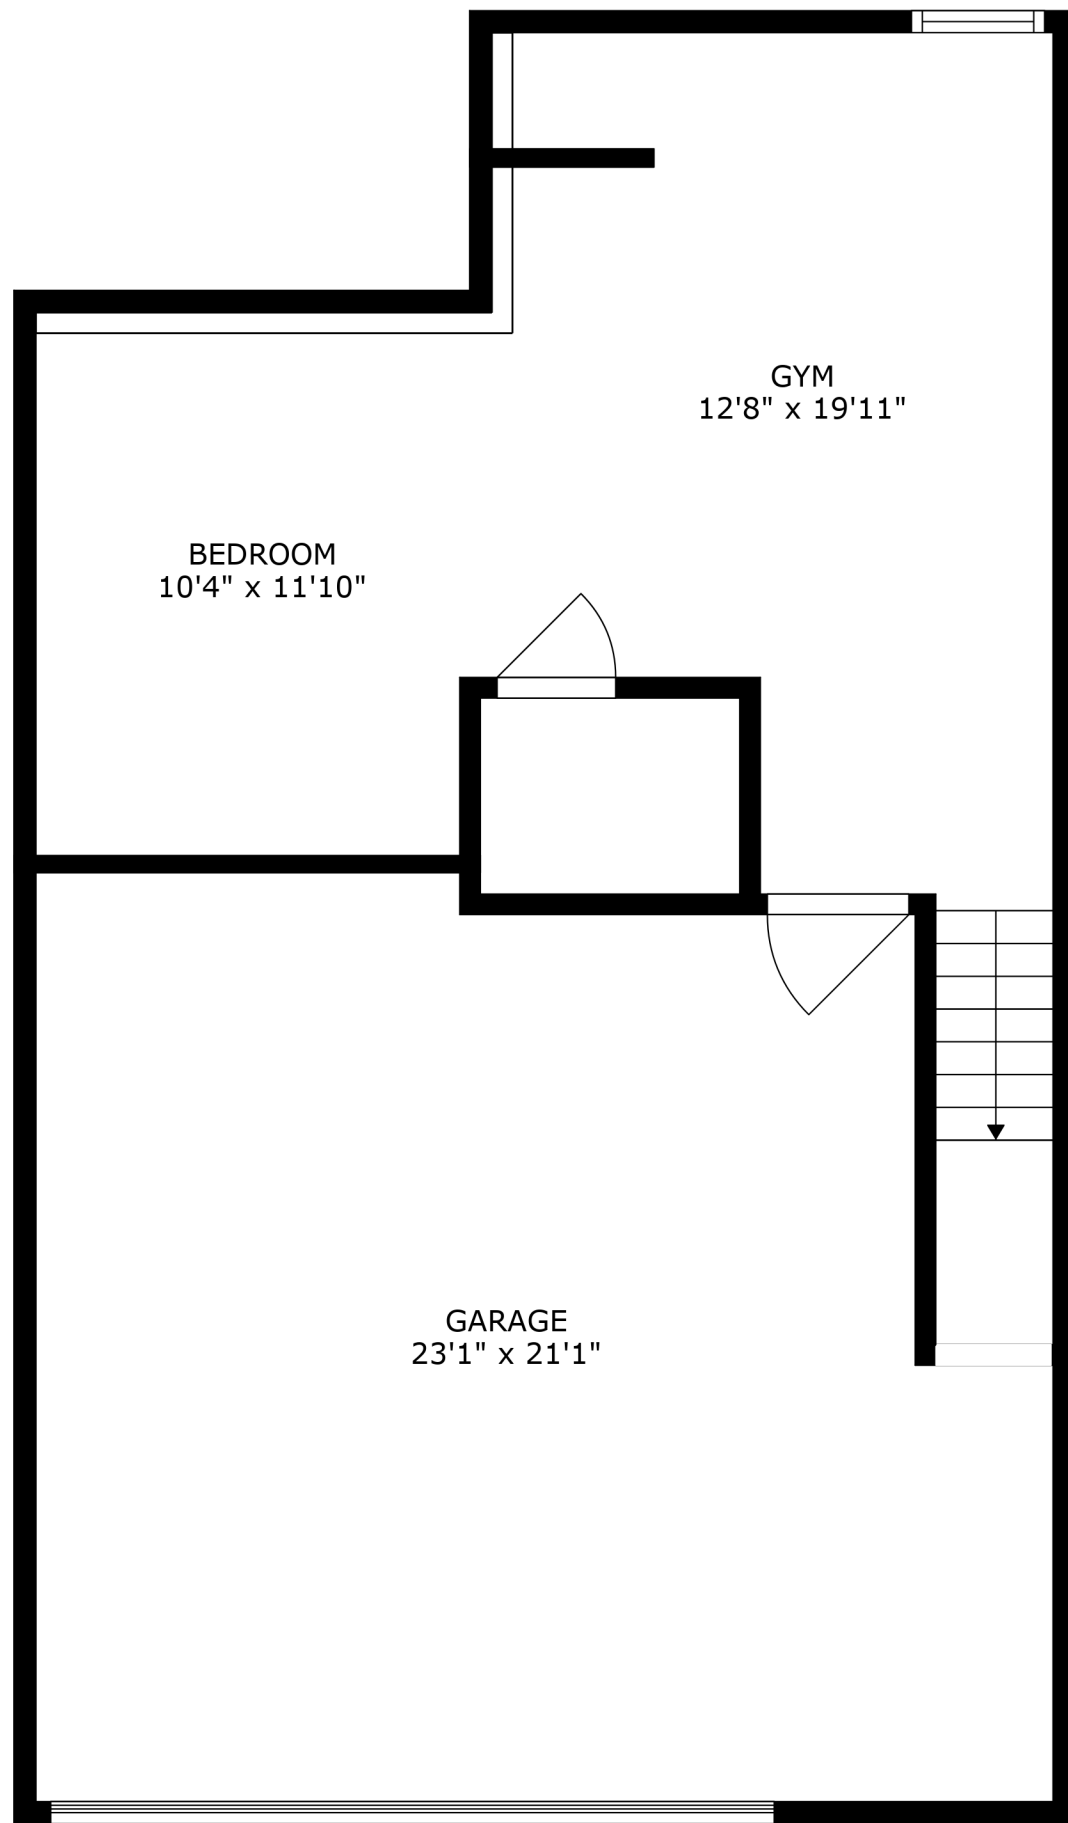 GYM
12'8" x 19'11"
BEDROOM
10'4" x 11'10"
GARAGE
23'1" x 21'1"